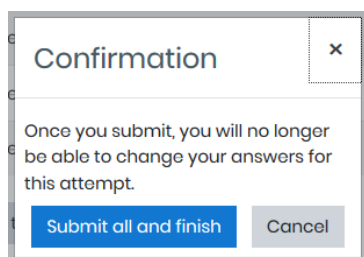 Confirmation
×
Once you submit, you will no longer
be able to change your answers for
this attempt.
Submit all and finish
Cancel